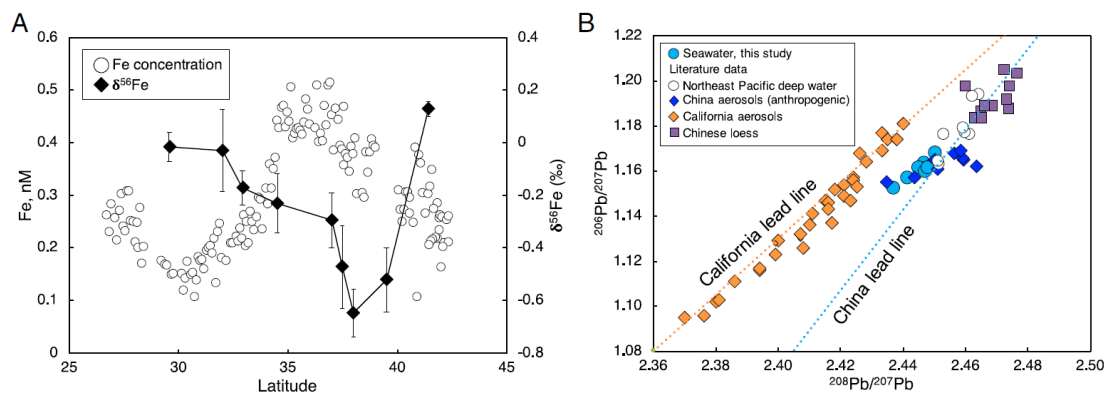 A
0.6
0.5
0.4
0.3
0.2
0.1
0
Fe, nM
Fe concentration
δ56Fe
0.4
0.2
0
-0.2
-0.4
-0.6
-0.8
δ56Fe (‰)
25
30
35
40
45
Latitude
B
1.22
1.20
1.18
1.16
1.14
1.12
1.10
1.08
206Pb/207Pb
Seawater, this study
Literature data
Northeast Pacific deep water
China aerosols (anthropogenic)
California aerosols
Chinese loess
California lead line
China lead line
2.36
2.38
2.40
2.42
2.44
2.46
2.48
2.50
208Pb/207Pb